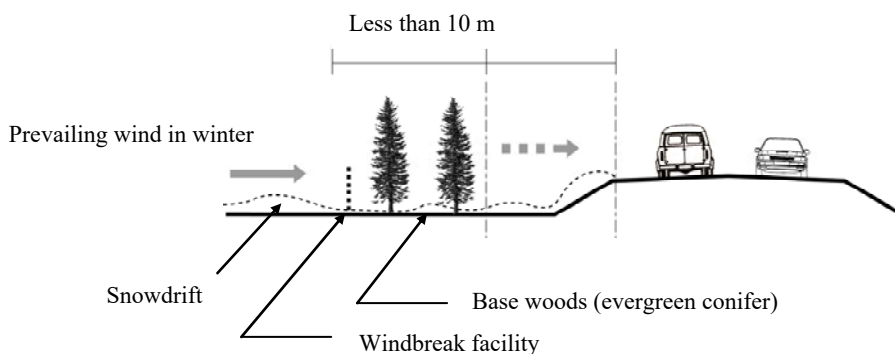 Less than 10 m
Prevailing wind in winter
Snowdrift
Base woods (evergreen conifer)
Windbreak facility